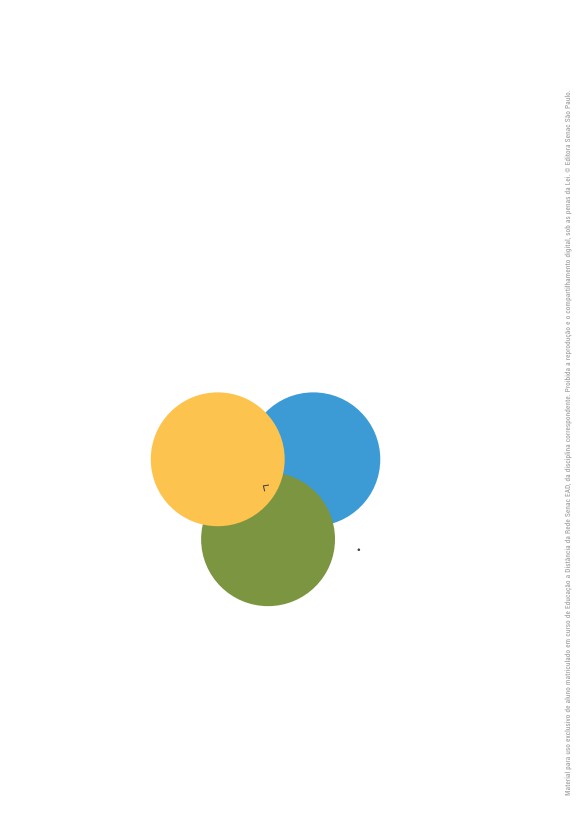 Material para uso exclusivo de aluno matriculado em curso de Educação a Distância da Rede Senac EAD, da disciplina correspondente. Proibida a reprodução e o compartilhamento digital, sob as penas da Lei. © Editora Senac São Paulo.